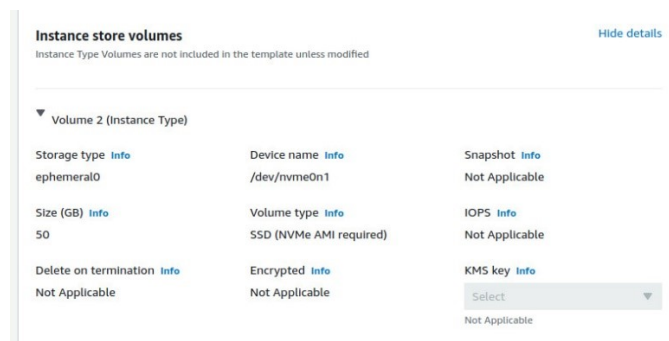 Instance store volumes
Hide details
Instance Type Volumes are not included in the template unless modified
Volume 2 (Instance Type)
Storage type Info
Device name Info
Snapshot Info
ephemeral0
/dev/nvme0n1
Not Applicable
Size (GB) Info
Volume type Info
IOPS Info
50
SSD (NVMe AMI required)
Not Applicable
Delete on termination Info
Encrypted Info
KMS key Info
Not Applicable
Not Applicable
Select
Not Applicable